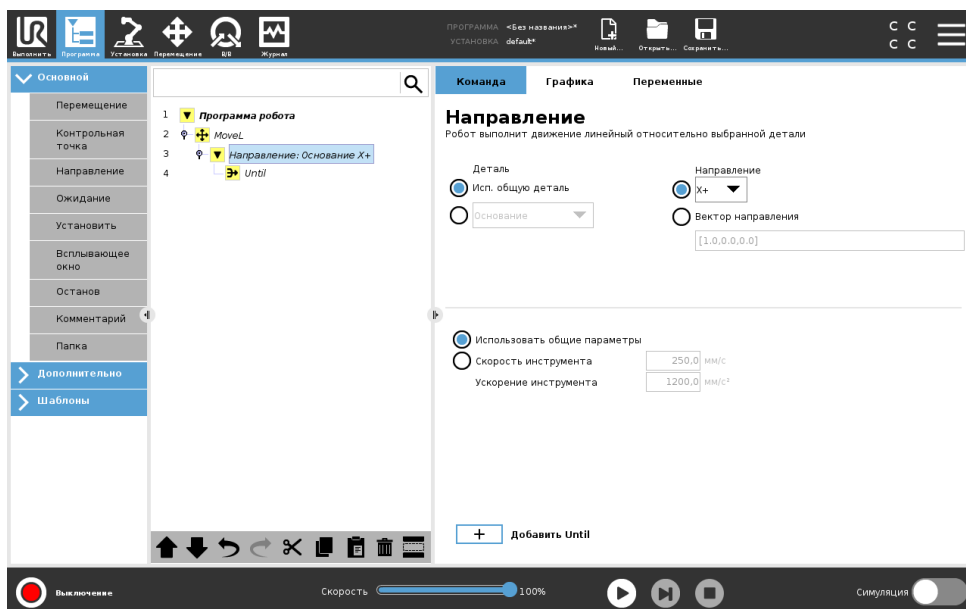 UR
Выполнить
Программа
Установка
Перемещение
В/В
Журнал
ПРОГРАММА <Без названия>*
УСТАНОВКА default*
Новый...
Открыть...
Сохранить...
C C
C C
Основной
Перемещение
Контрольная
точка
Направление
Ожидание
Установить
Всплывающее
окно
Останов
Комментарий
Папка
Дополнительно
Шаблоны
1 Программа робота
2 MoveL
3 Направление: Основание X+
4 Until
Команда
Графика
Переменные
Направление
Робот выполнит движение линейный относительно выбранной детали
Деталь
Исп. общую деталь
Основание
Направление
X+
Вектор направления
[1.0,0.0,0.0]
Использовать общие параметры
Скорость инструмента 250,0 мм/с
Ускорение инструмента 1200,0 мм/с²
+ Добавить Until
Выключение
Скорость 100%
Симуляция